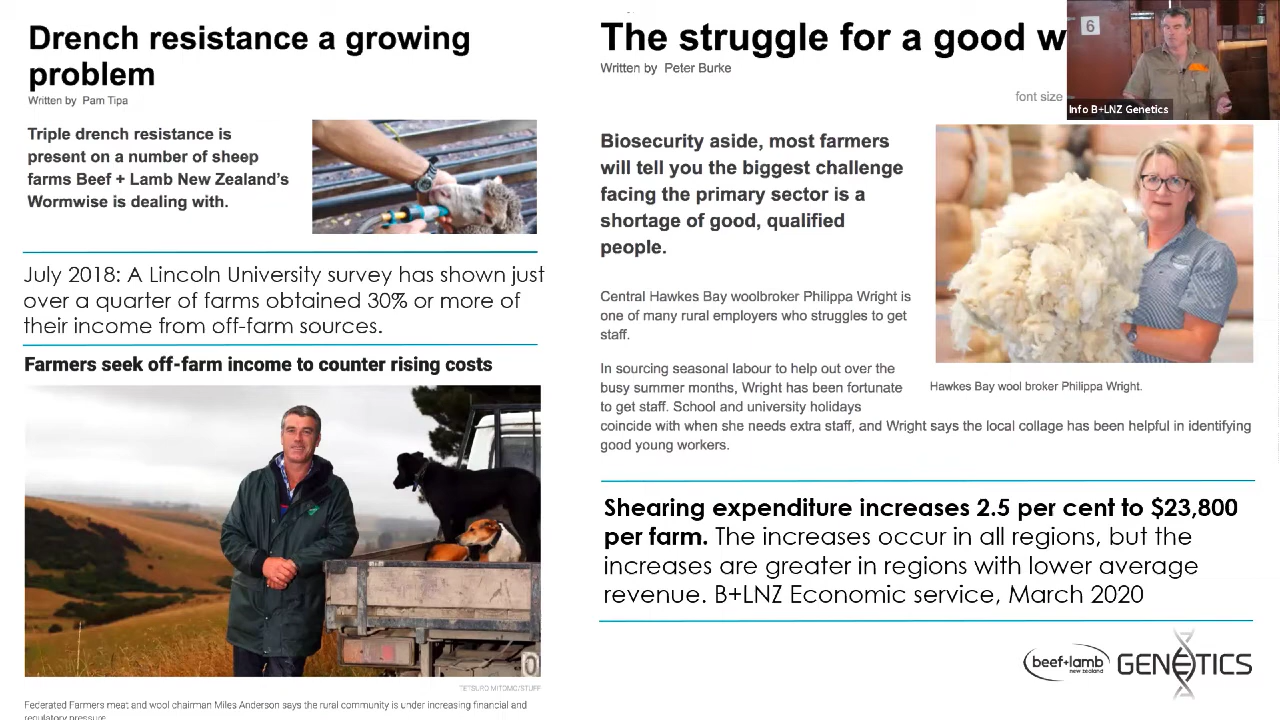 Drench resistance a growing
problem
Written by Pam Tipa
Triple drench resistance is
present on a number of sheep
farms Beef + Lamb New Zealand's
Wormwise is dealing with.
July 2018: A Lincoln University survey has shown just
over a quarter of farms obtained 30% or more of
their income from off-farm sources.
Farmers seek off-farm income to counter rising costs
TETSURO MITOMO/STUFF
Federated Farmers meat and wool chairman Miles Anderson says the rural community is under increasing financial and
regulatory pressure
The struggle for a good w
Written by Peter Burke
font size
6
Info B+LNZ Genetics
Biosecurity aside, most farmers
will tell you the biggest challenge
facing the primary sector is a
shortage of good, qualified
people.
Central Hawkes Bay woolbroker Philippa Wright is
one of many rural employers who struggles to get
staff.
In sourcing seasonal labour to help out over the
busy summer months, Wright has been fortunate
to get staff. School and university holidays
coincide with when she needs extra staff, and Wright says the local collage has been helpful in identifying
good young workers.
Hawkes Bay wool broker Philippa Wright.
Shearing expenditure increases 2.5 per cent to $23,800
per farm. The increases occur in all regions, but the
increases are greater in regions with lower average
revenue. B+LNZ Economic service, March 2020
beef+lamb
new zealand
GENETICS